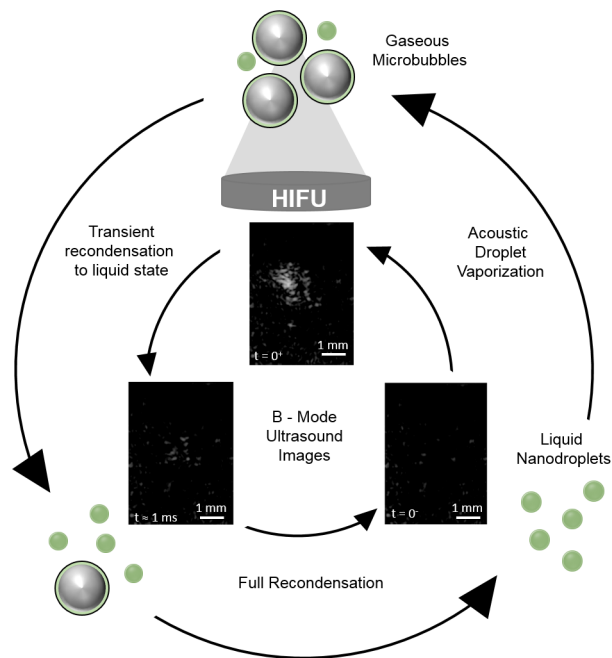 Gaseous
Microbubbles
HIFU
Transient
recondensation
to liquid state
Acoustic
Droplet
Vaporization
1 mm
t = 0⁺
B - Mode
Ultrasound
Images
Liquid
Nanodroplets
1 mm
t ≈ 1 ms
1 mm
t=0⁻
Full Recondensation